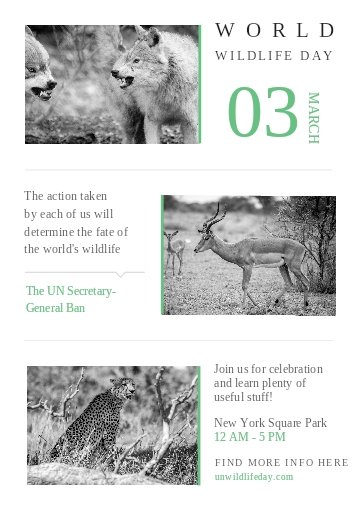 WORLD
WILDLIFE DAY
03
MARCH
The action taken
by each of us will
determine the fate of
the world's wildlife
The UN Secretary-
General Ban
Join us for celebration
and learn plenty of
useful stuff!
New York Square Park
12 AM - 5 PM
FIND MORE INFO HERE
unwildlifeday.com